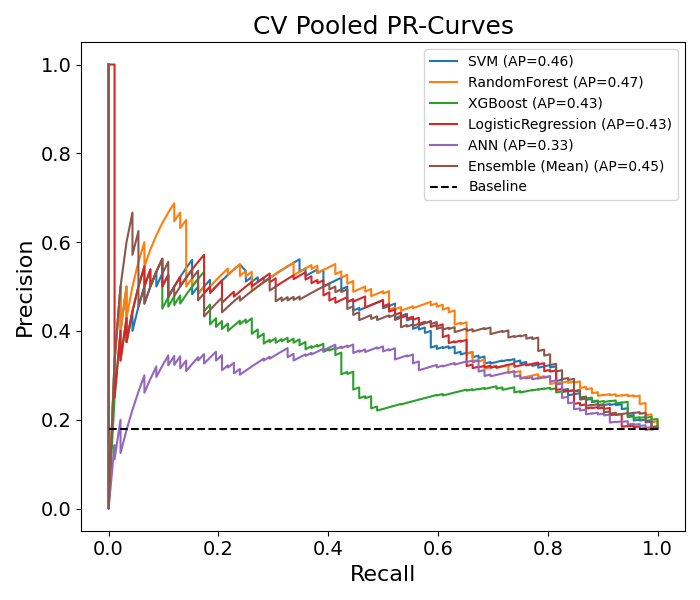 CV Pooled PR-Curves
SVM (AP=0.46)
RandomForest (AP=0.47)
XGBoost (AP=0.43)
LogisticRegression (AP=0.43)
ANN (AP=0.33)
Ensemble (Mean) (AP=0.45)
Baseline
Precision
1.0
0.8
0.6
0.4
0.2
0.0
0.0 0.2 0.4 0.6 0.8 1.0
Recall